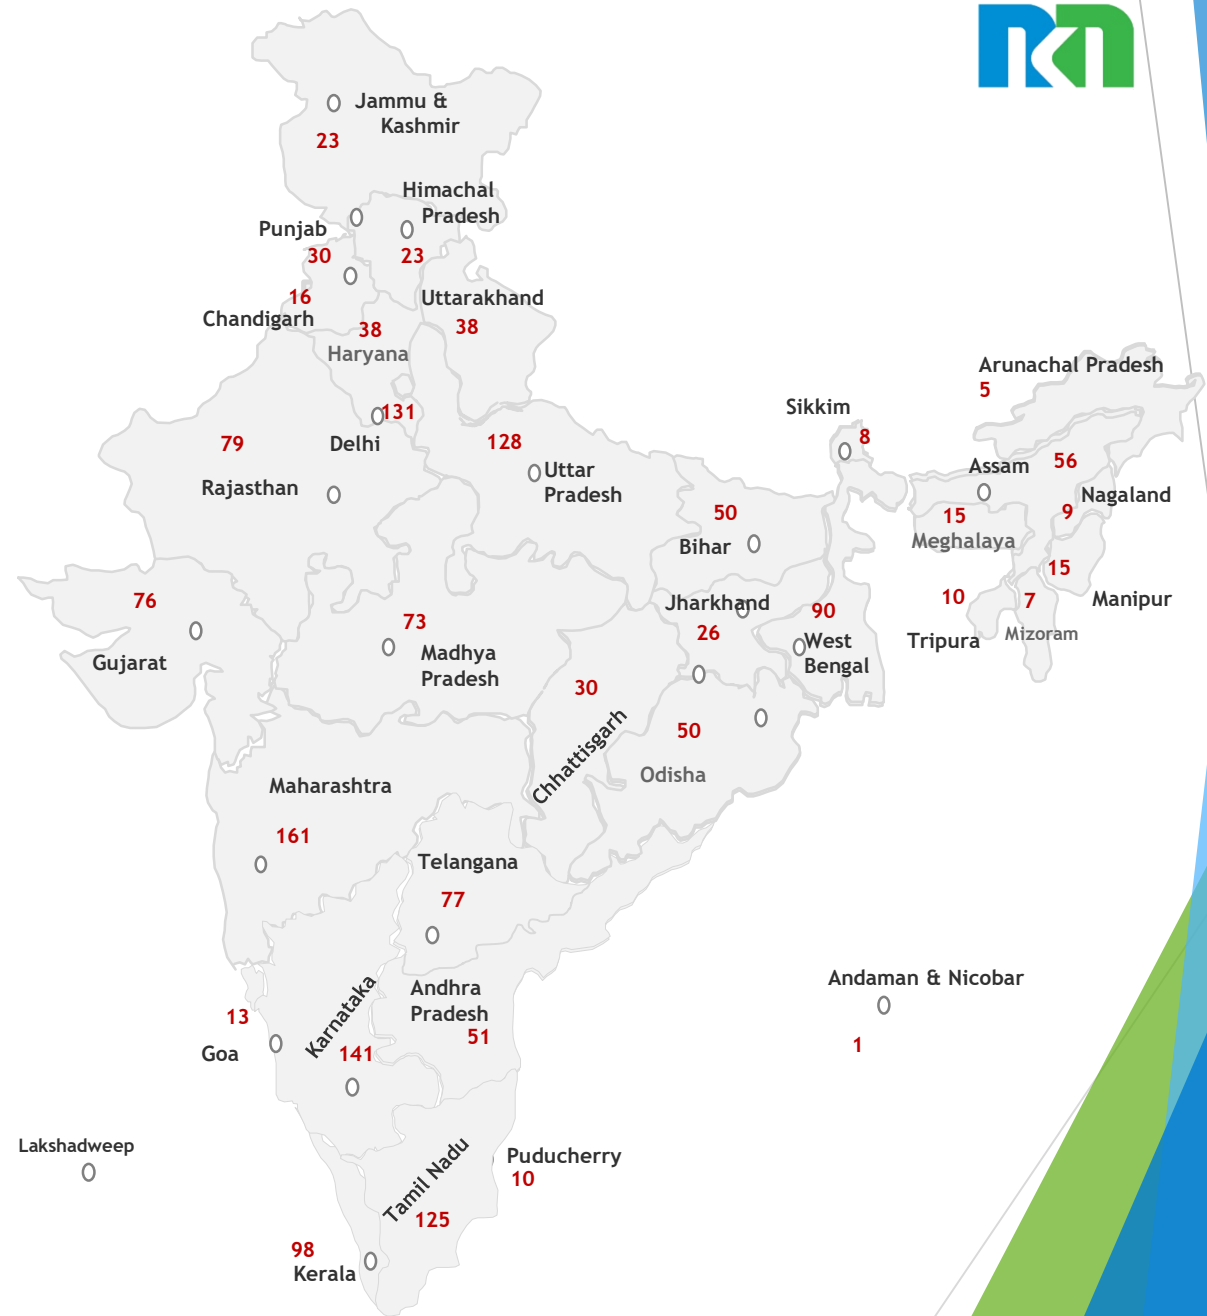 NKN
Jammu &
Kashmir
23
Himachal
Pradesh
Punjab
30
23
16
Chandigarh
Uttarakhand
38
38
Haryana
Arunachal Pradesh
5
131
Delhi
79
Rajasthan
128
Uttar
Pradesh
Sikkim
8
Assam
56
Nagaland
9
15
Meghalaya
50
Bihar
15
Manipur
10
Tripura
7
Mizoram
76
Gujarat
73
Madhya
Pradesh
Jharkhand
26
90
West
Bengal
30
Chhattisgarh
50
Odisha
Maharashtra
161
Telangana
77
Andhra
Pradesh
51
Andaman & Nicobar
1
13
Goa
Karnataka
141
Lakshadweep
Puducherry
10
Tamil Nadu
125
98
Kerala